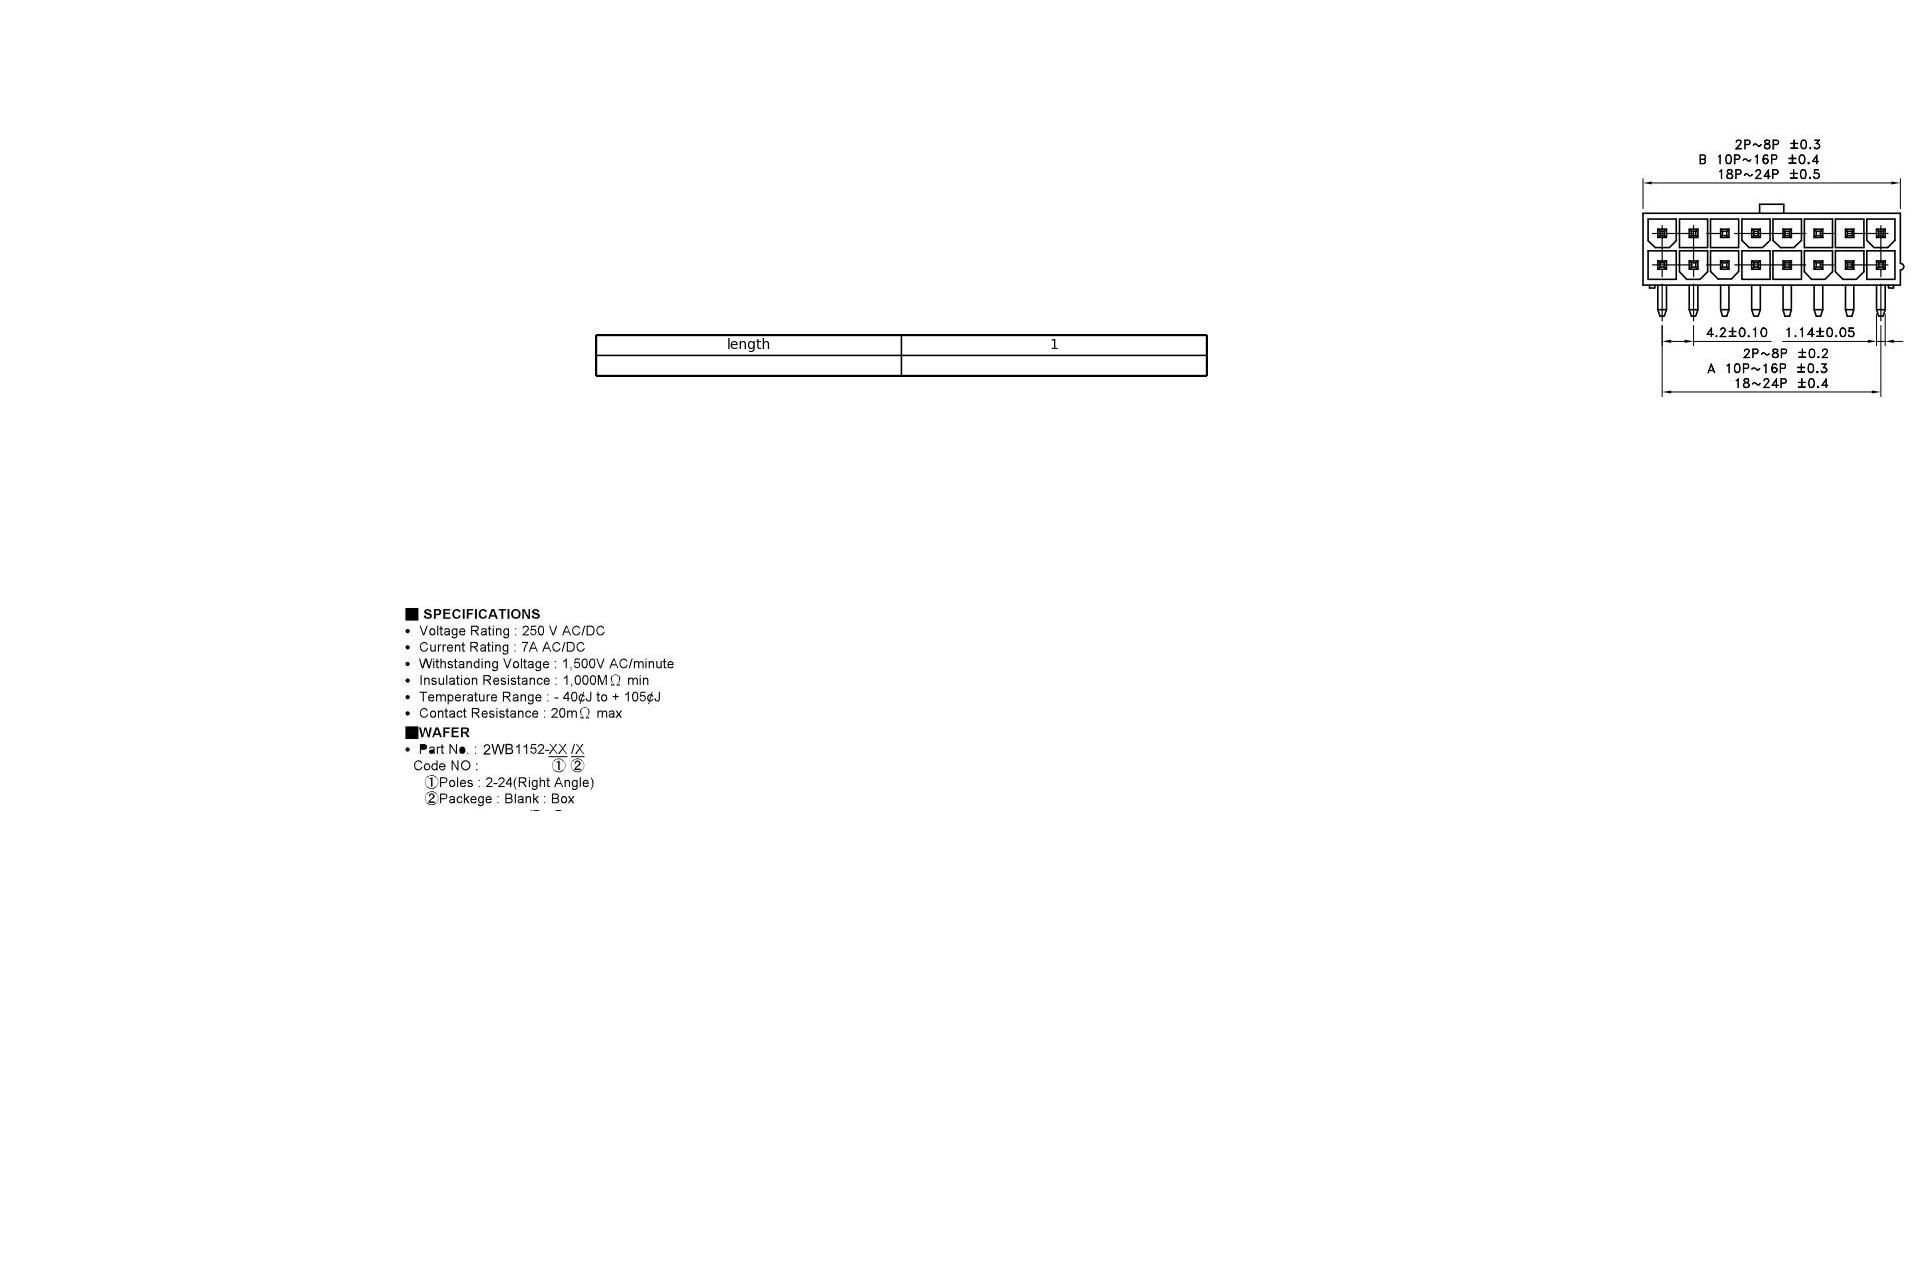 2P~8P ±0.3
B 10P~16P ±0.4
18P~24P ±0.5
4.2±0.10 1.14±0.05
2P~8P ±0.2
A 10P~16P ±0.3
18~24P ±0.4
length 1
■ SPECIFICATIONS
• Voltage Rating : 250 V AC/DC
• Current Rating : 7A AC/DC
• Withstanding Voltage : 1,500V AC/minute
• Insulation Resistance : 1,000MΩ min
• Temperature Range : - 40¢J to + 105¢J
• Contact Resistance : 20mΩ max
■WAFER
• Part No. : 2WB1152-XX /X
Code NO : ① ②
①Poles : 2-24(Right Angle)
②Packege : Blank : Box